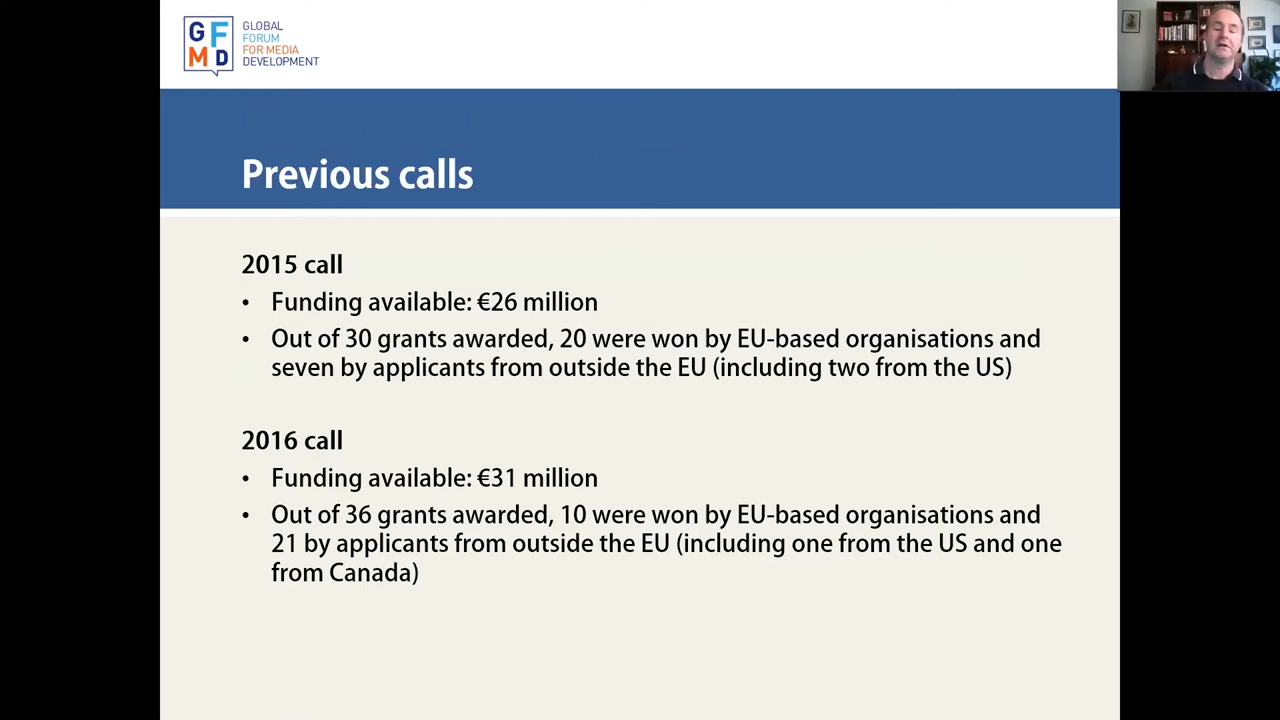 GF
MD
GLOBAL
FORUM
FOR MEDIA
DEVELOPMENT
Previous calls
2015 call
• Funding available: €26 million
• Out of 30 grants awarded, 20 were won by EU-based organisations and
seven by applicants from outside the EU (including two from the US)
2016 call
• Funding available: €31 million
• Out of 36 grants awarded, 10 were won by EU-based organisations and
21 by applicants from outside the EU (including one from the US and one
from Canada)